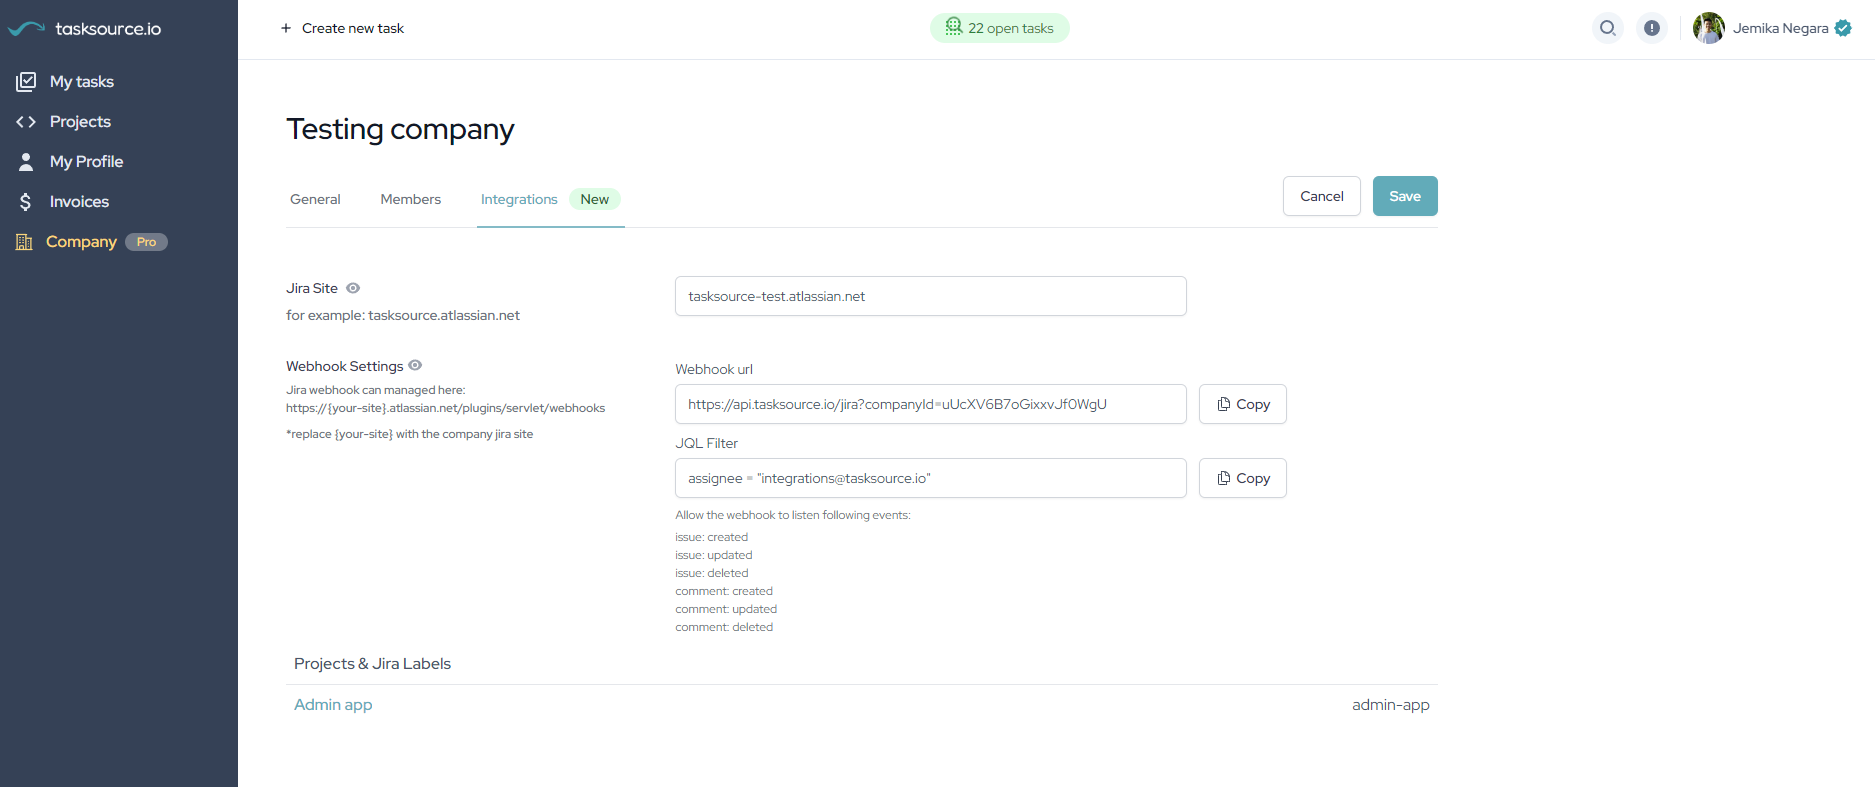 tasksource.io
Create new task
22 open tasks
Jemika Negara
My tasks
Projects
My Profile
Invoices
Company Pro
Testing company
General Members Integrations New
Cancel Save
Jira Site
for example: tasksource.atlassian.net
tasksource-test.atlassian.net
Webhook Settings
Jira webhook can managed here:
https://{your-site}.atlassian.net/plugins/servlet/webhooks
*replace {your-site} with the company jira site
Webhook url
https://api.tasksource.io/jira?companyId=uUcXV6B7oGixxvJf0WgU
Copy
JQL Filter
assignee = "integrations@tasksource.io"
Copy
Allow the webhook to listen following events:
issue: created
issue: updated
issue: deleted
comment: created
comment: updated
comment: deleted
Projects & Jira Labels
Admin app admin-app